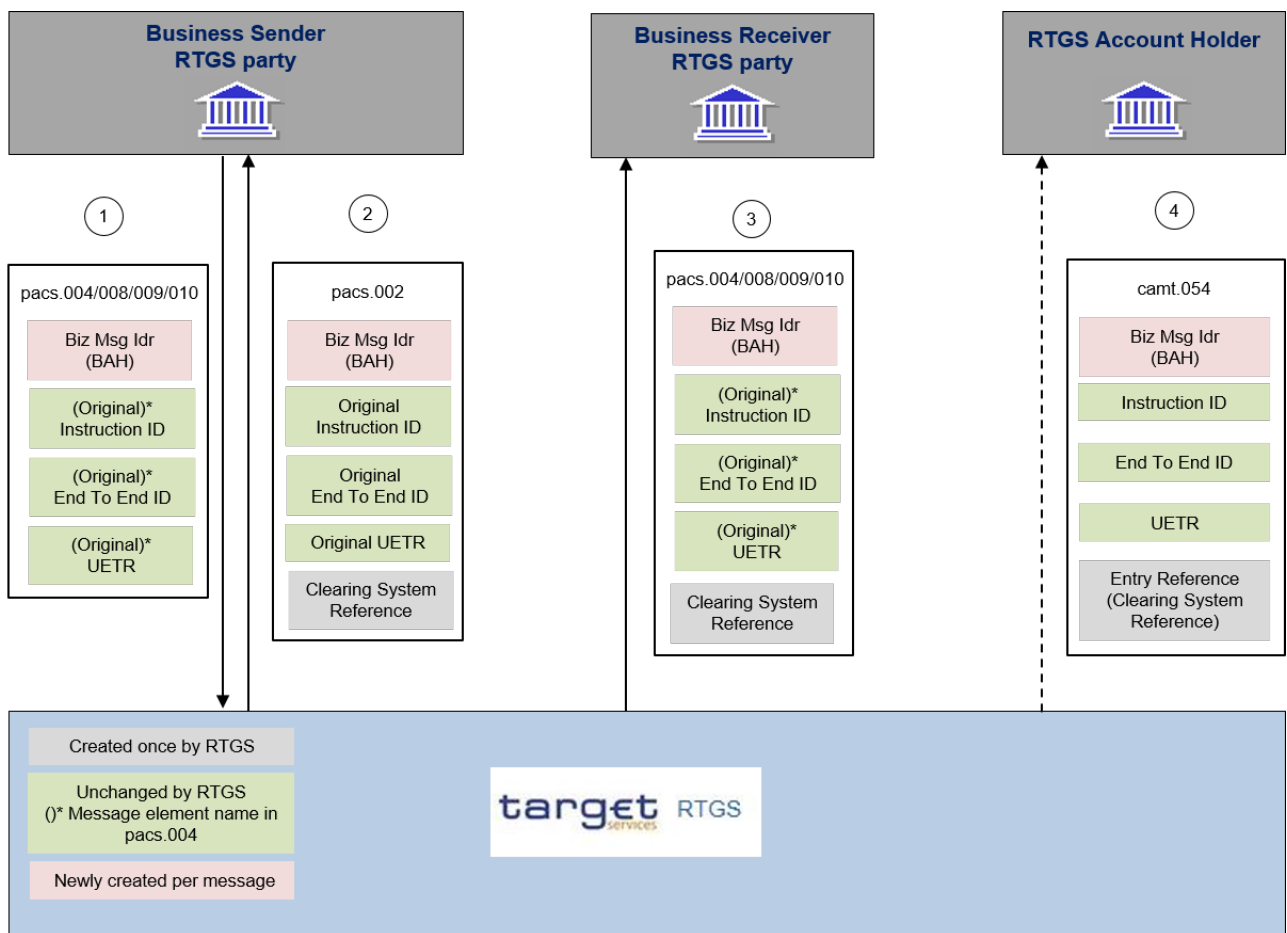 Business Sender
RTGS party
Business Receiver
RTGS party
RTGS Account Holder
1
2
3
4
pacs.004/008/009/010
Biz Msg Idr
(BAH)
(Original)*
Instruction ID
(Original)*
End To End ID
(Original)*
UETR
pacs.002
Biz Msg Idr
(BAH)
Original
Instruction ID
Original
End To End ID
Original UETR
Clearing System
Reference
pacs.004/008/009/010
Biz Msg Idr
(BAH)
(Original)*
Instruction ID
(Original)*
End To End ID
(Original)*
UETR
Clearing System
Reference
camt.054
Biz Msg Idr
(BAH)
Instruction ID
End To End ID
UETR
Entry Reference
(Clearing System
Reference)
Created once by RTGS
Unchanged by RTGS
()* Message element name in
pacs.004
Newly created per message
target RTGS
services